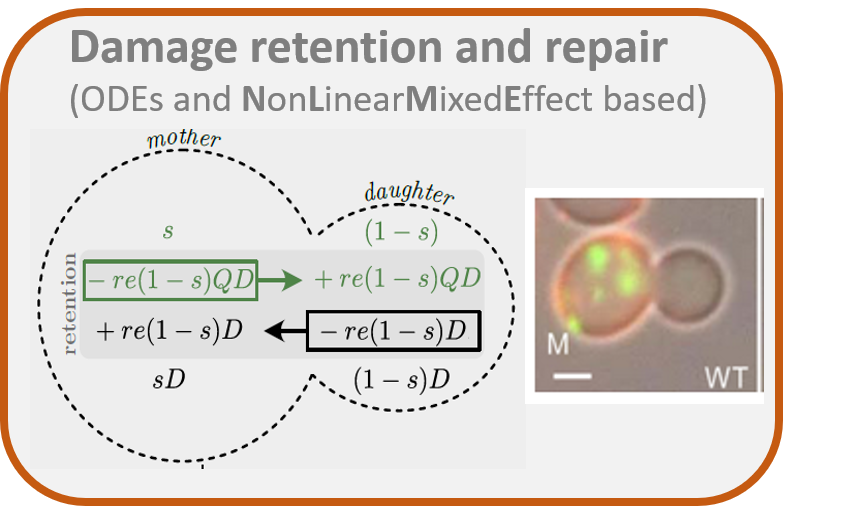 Damage retention and repair
(ODEs and NonLinearMixedEffect based)
mother
daughter
s
(1 − s)
retention
− re(1 − s)QD
+ re(1 − s)QD
+ re(1 − s)D
− re(1 − s)D
sD
(1 − s)D
M
WT